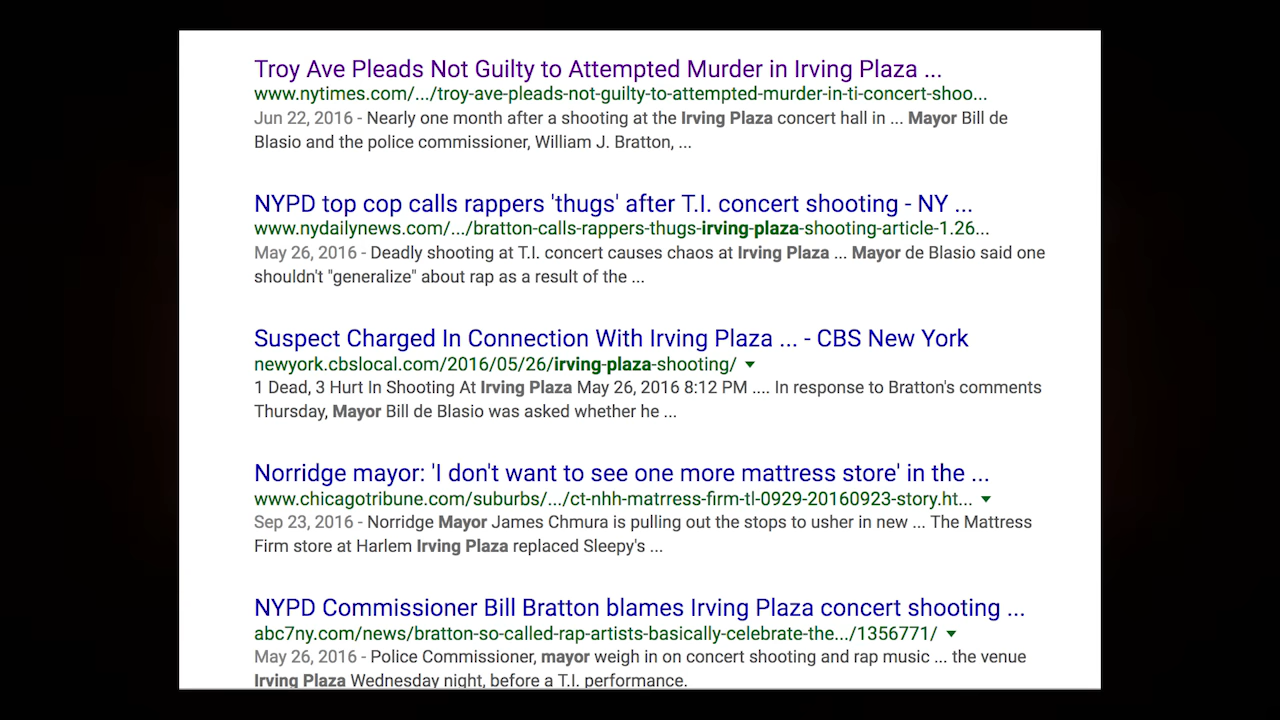 Troy Ave Pleads Not Guilty to Attempted Murder in Irving Plaza ...
www.nytimes.com/.../troy-ave-pleads-not-guilty-to-attempted-murder-in-ti-concert-shoo...
Jun 22, 2016 - Nearly one month after a shooting at the Irving Plaza concert hall in ... Mayor Bill de
Blasio and the police commissioner, William J. Bratton, ...
NYPD top cop calls rappers 'thugs' after T.I. concert shooting - NY ...
www.nydailynews.com/.../bratton-calls-rappers-thugs-irving-plaza-shooting-article-1.26...
May 26, 2016 - Deadly shooting at T.I. concert causes chaos at Irving Plaza ... Mayor de Blasio said one
shouldn't "generalize" about rap as a result of the ...
Suspect Charged In Connection With Irving Plaza ... - CBS New York
newyork.cbslocal.com/2016/05/26/irving-plaza-shooting/
1 Dead, 3 Hurt In Shooting At Irving Plaza May 26, 2016 8:12 PM .... In response to Bratton's comments
Thursday, Mayor Bill de Blasio was asked whether he ...
Norridge mayor: 'I don't want to see one more mattress store' in the ...
www.chicagotribune.com/suburbs/.../ct-nhh-matrress-firm-tl-0929-20160923-story.ht...
Sep 23, 2016 - Norridge Mayor James Chmura is pulling out the stops to usher in new ... The Mattress
Firm store at Harlem Irving Plaza replaced Sleepy's ...
NYPD Commissioner Bill Bratton blames Irving Plaza concert shooting ...
abc7ny.com/news/bratton-so-called-rap-artists-basically-celebrate-the.../1356771/
May 26, 2016 - Police Commissioner, mayor weigh in on concert shooting and rap music ... the venue
Irving Plaza Wednesday night, before a T.I. performance.